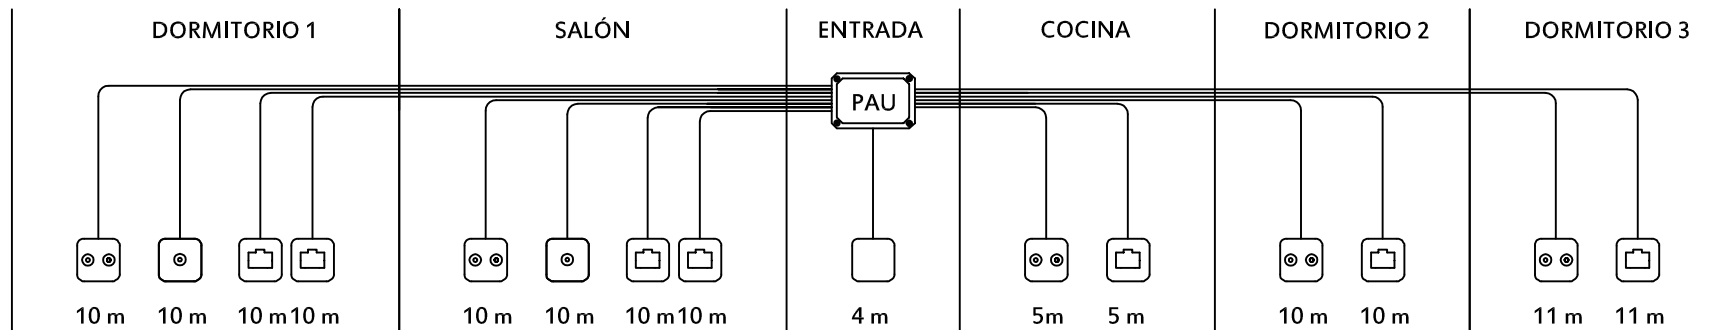 DORMITORIO 1 SALÓN ENTRADA COCINA DORMITORIO 2 DORMITORIO 3
PAU
10 m 10 m 10 m 10 m 10 m 10 m 10 m 10 m 4 m 5m 5 m 10 m 10 m 11 m 11 m